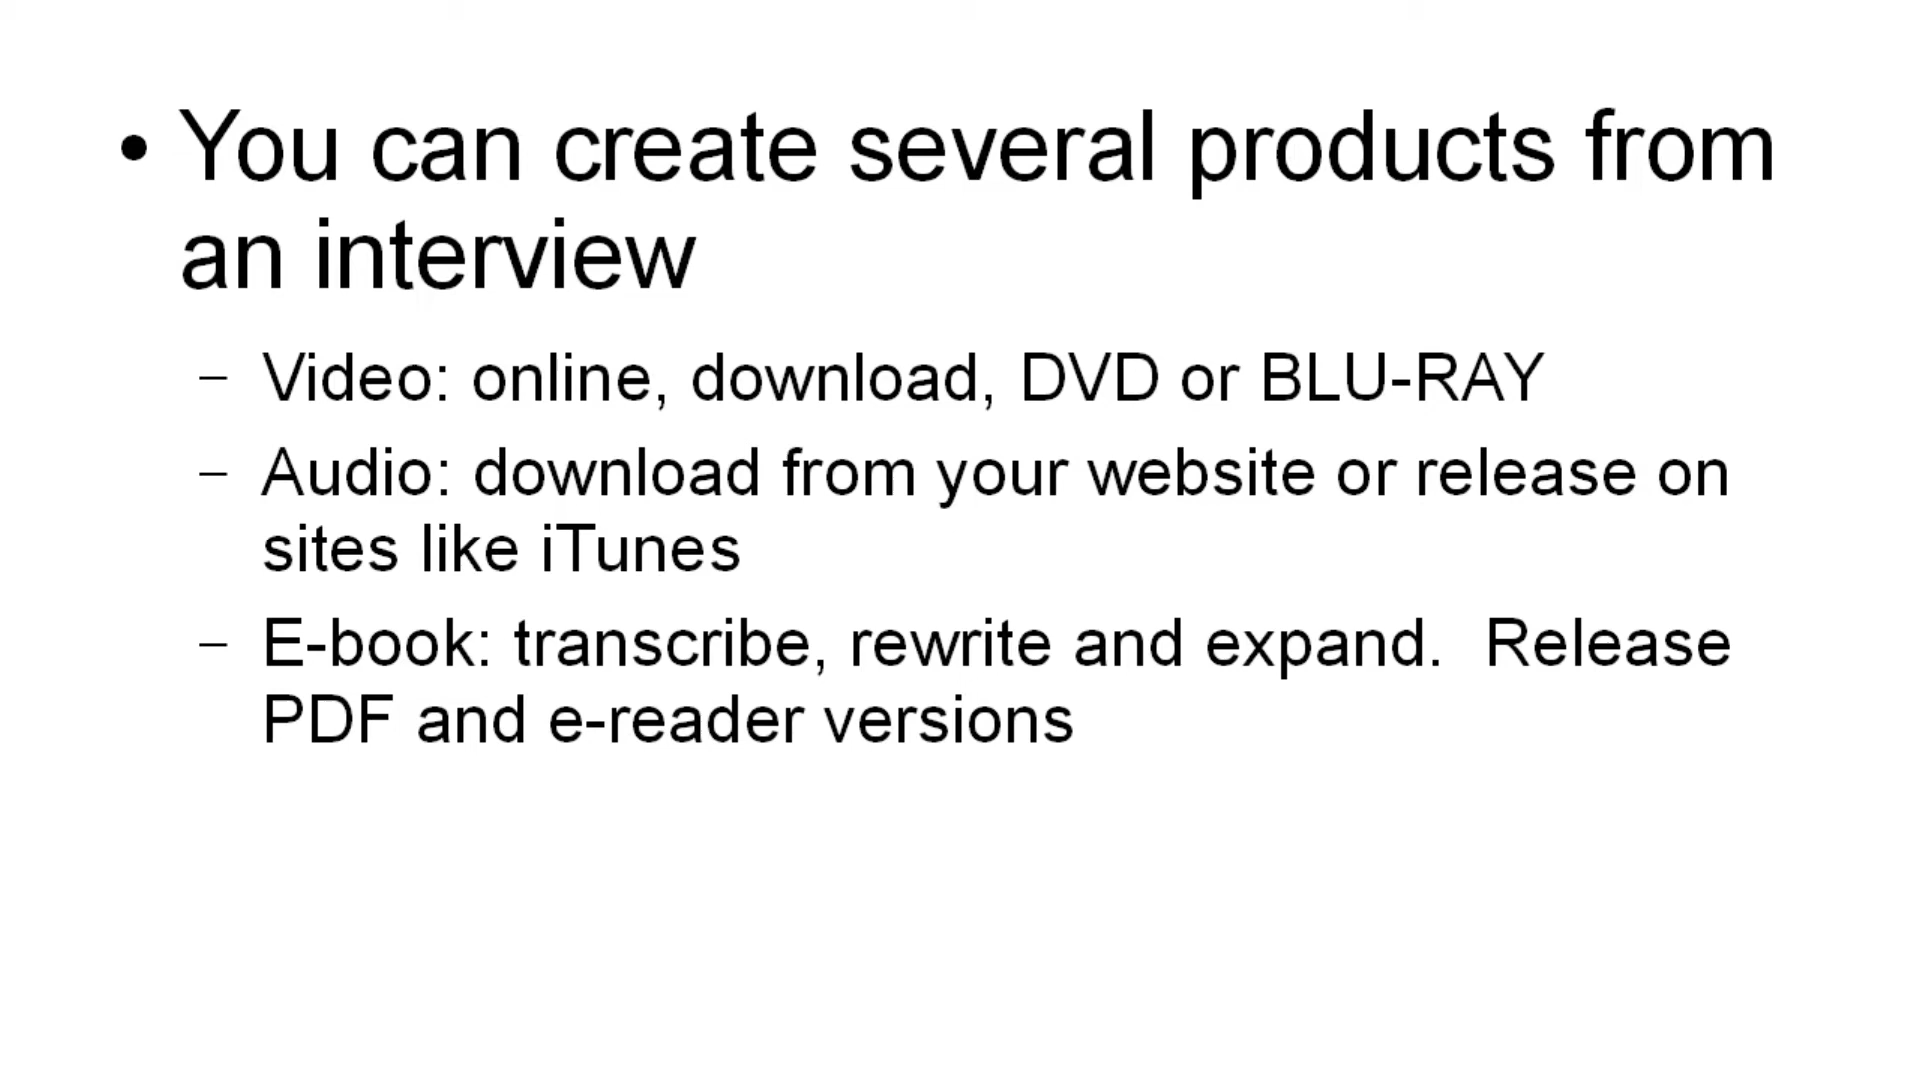 • You can create several products from
an interview
– Video: online, download, DVD or BLU-RAY
– Audio: download from your website or release on
sites like iTunes
– E-book: transcribe, rewrite and expand.  Release
PDF and e-reader versions